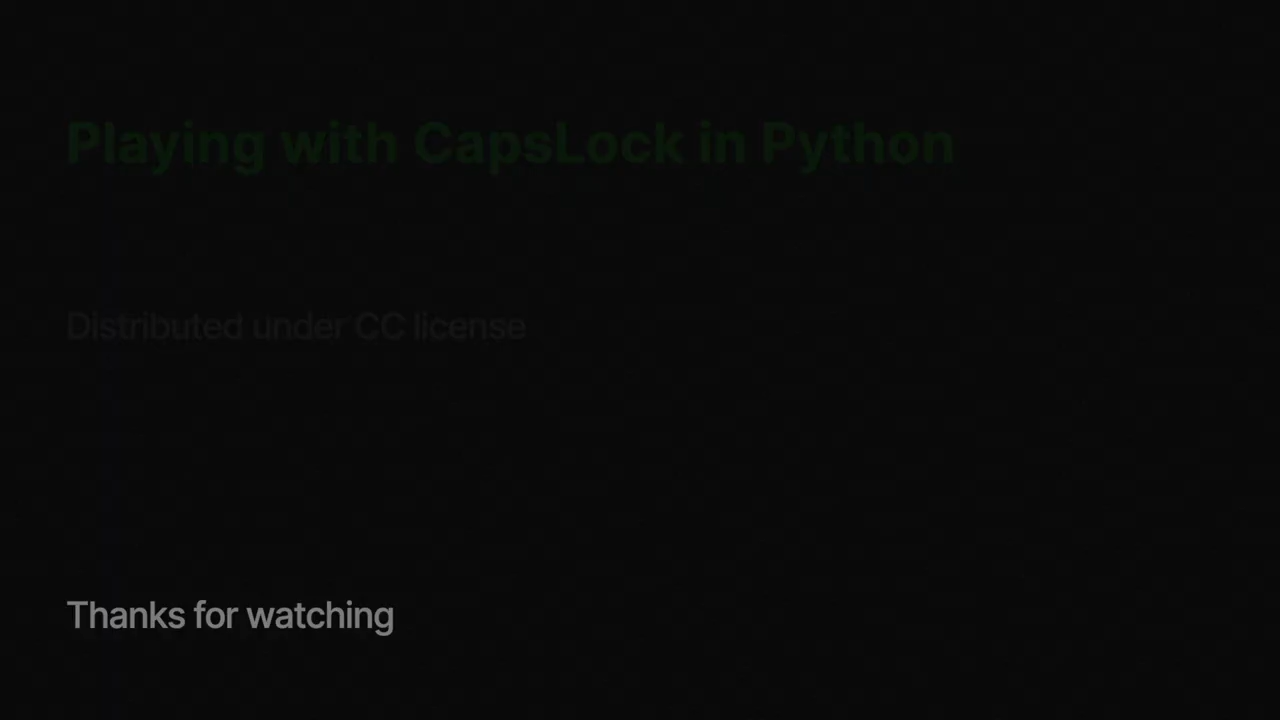 Playing with CapsLock in Python
Distributed under CC license
Thanks for watching